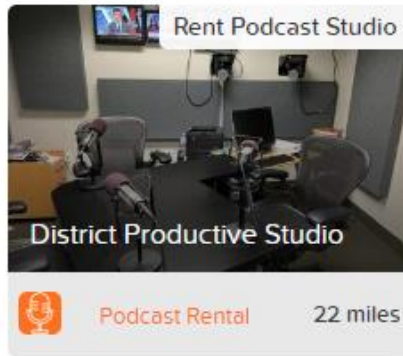 Rent Podcast Studio
District Productive Studio
Podcast Rental 22 miles